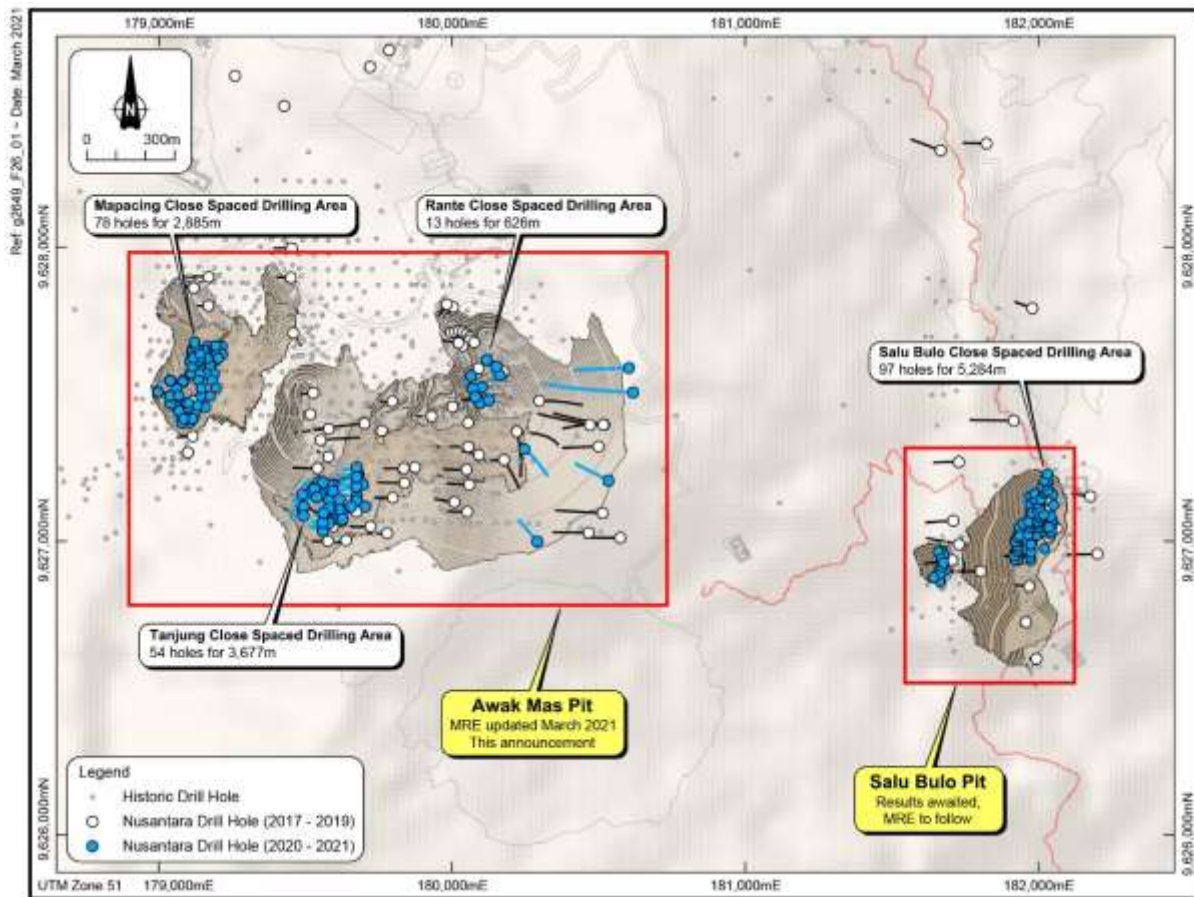 Ref: g2649_F26_01 ~ Date: March 2021
179,000mE
180,000mE
181,000mE
182,000mE
N
0 300m
Mapacing Close Spaced Drilling Area
78 holes for 2,885m
Rante Close Spaced Drilling Area
13 holes for 626m
9,628,000mN
9,628,000mN
Salu Bulo Close Spaced Drilling Area
97 holes for 5,284m
9,627,000mN
9,627,000mN
Tanjung Close Spaced Drilling Area
54 holes for 3,677m
Awak Mas Pit
MRE updated March 2021
This announcement
Salu Bulo Pit
Results awaited,
MRE to follow
Legend
Historic Drill Hole
Nusantara Drill Hole (2017 - 2019)
Nusantara Drill Hole (2020 - 2021)
9,626,000mN
9,626,000mN
UTM Zone 51
179,000mE
180,000mE
181,000mE
182,000mE